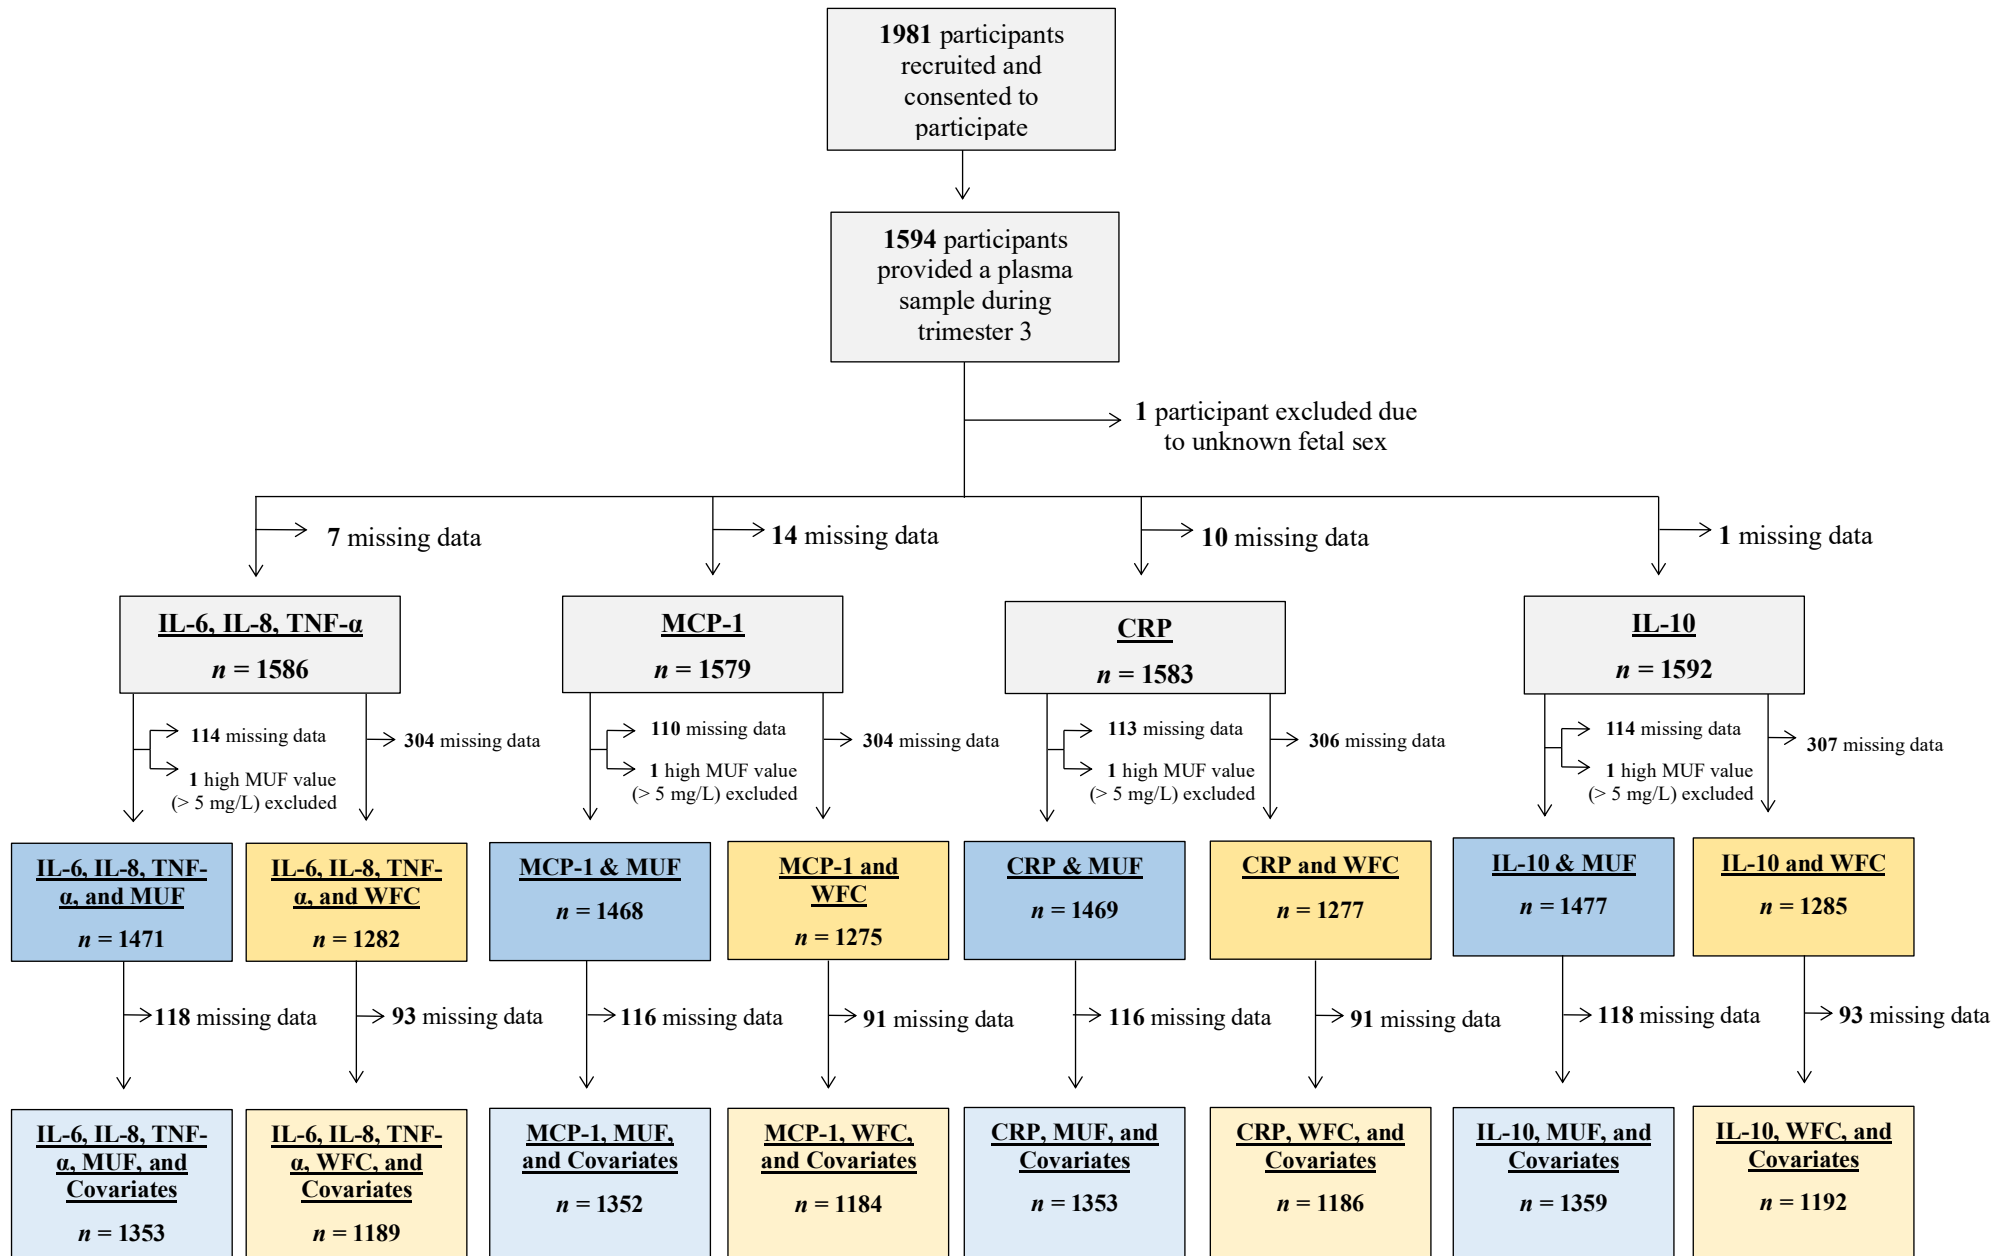 1981 participants
recruited and
consented to
participate
1594 participants
provided a plasma
sample during
trimester 3
1 participant excluded due
to unknown fetal sex
7 missing data
14 missing data
10 missing data
1 missing data
IL-6, IL-8, TNF-α
n = 1586
MCP-1
n = 1579
CRP
n = 1583
IL-10
n = 1592
114 missing data
1 high MUF value
(> 5 mg/L) excluded
304 missing data
110 missing data
1 high MUF value
(> 5 mg/L) excluded
304 missing data
113 missing data
1 high MUF value
(> 5 mg/L) excluded
306 missing data
114 missing data
1 high MUF value
(> 5 mg/L) excluded
307 missing data
IL-6, IL-8, TNF-
α, and MUF
n = 1471
IL-6, IL-8, TNF-
α, and WFC
n = 1282
MCP-1 & MUF
n = 1468
MCP-1 and
WFC
n = 1275
CRP & MUF
n = 1469
CRP and WFC
n = 1277
IL-10 & MUF
n = 1477
IL-10 and WFC
n = 1285
118 missing data
93 missing data
116 missing data
91 missing data
116 missing data
91 missing data
118 missing data
93 missing data
IL-6, IL-8, TNF-
α, MUF, and
Covariates
n = 1353
IL-6, IL-8, TNF-
α, WFC, and
Covariates
n = 1189
MCP-1, MUF,
and Covariates
n = 1352
MCP-1, WFC,
and Covariates
n = 1184
CRP, MUF, and
Covariates
n = 1353
CRP, WFC, and
Covariates
n = 1186
IL-10, MUF, and
Covariates
n = 1359
IL-10, WFC, and
Covariates
n = 1192